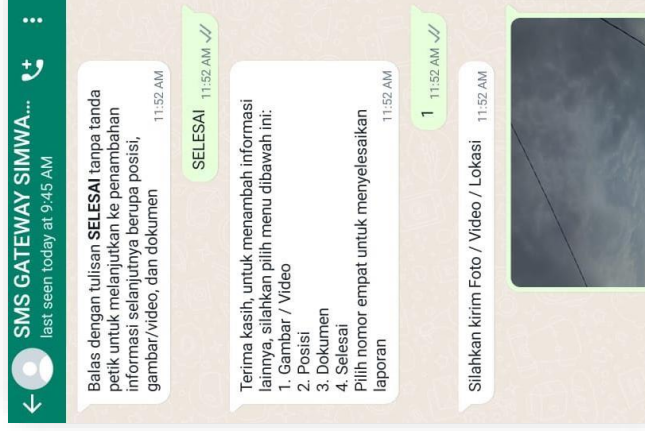 SMS GATEWAY SIMWA...
last seen today at 9:45 AM
Balas dengan tulisan SELESAI tanpa tanda
petik untuk melanjutkan ke penambahan
informasi selanjutnya berupa posisi,
gambar/video, dan dokumen
11:52 AM
SELESAI 11:52 AM
Terima kasih, untuk menambah informasi
lainnya, silahkan pilih menu dibawah ini:
1. Gambar / Video
2. Posisi
3. Dokumen
4. Selesai
Pilih nomor empat untuk menyelesaikan
laporan
11:52 AM
1 11:52 AM
Silahkan kirim Foto / Video / Lokasi 11:52 AM